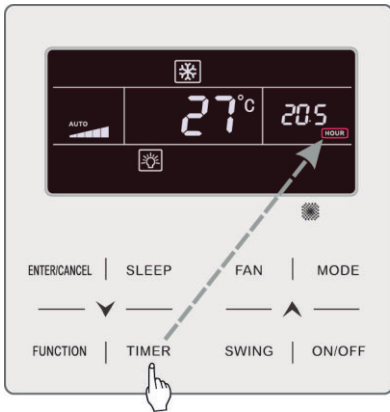 AUTO
27°C
20.5
HOUR
ENTER/CANCEL
SLEEP
FAN
MODE
FUNCTION
TIMER
SWING
ON/OFF